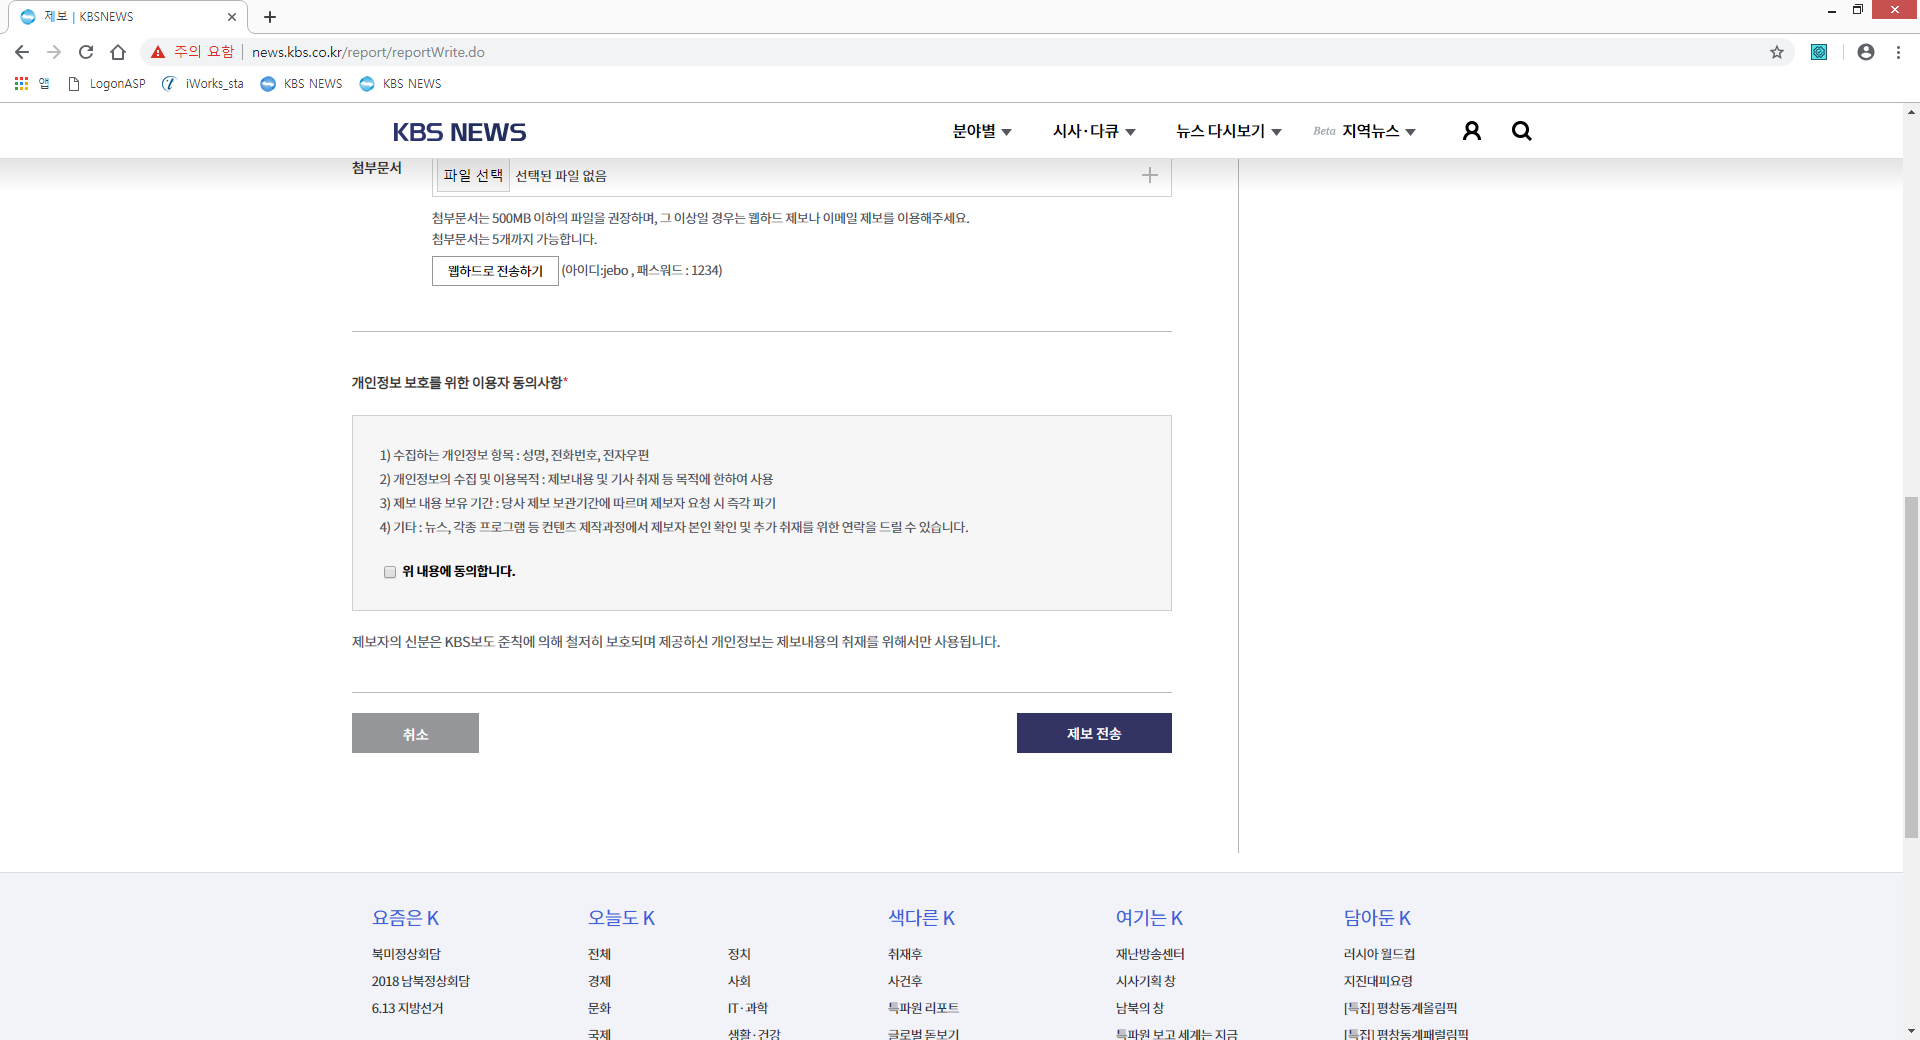 제보 | KBSNEWS
주의 요함 | news.kbs.co.kr/report/reportWrite.do
앱 LogonASP iWorks_sta KBS NEWS KBS NEWS
KBS NEWS 분야별 시사·다큐 뉴스 다시보기 Beta 지역뉴스
첨부문서 파일 선택 선택된 파일 없음
첨부문서는 500MB 이하의 파일을 권장하며, 그 이상일 경우는 웹하드 제보나 이메일 제보를 이용해주세요.
첨부문서는 5개까지 가능합니다.
웹하드로 전송하기 (아이디:jebo , 패스워드 : 1234)
개인정보 보호를 위한 이용자 동의사항*
1) 수집하는 개인정보 항목 : 성명, 전화번호, 전자우편
2) 개인정보의 수집 및 이용목적 : 제보내용 및 기사 취재 등 목적에 한하여 사용
3) 제보 내용 보유 기간 : 당사 제보 보관기간에 따르며 제보자 요청 시 즉각 파기
4) 기타 : 뉴스, 각종 프로그램 등 컨텐츠 제작과정에서 제보자 본인 확인 및 추가 취재를 위한 연락을 드릴 수 있습니다.
위 내용에 동의합니다.
제보자의 신분은 KBS보도 준칙에 의해 철저히 보호되며 제공하신 개인정보는 제보내용의 취재를 위해서만 사용됩니다.
취소 제보 전송
요즘은 K 오늘도 K 색다른 K 여기는 K 담아둔 K
북미정상회담 전체 정치 취재후 재난방송센터 러시아 월드컵
2018 남북정상회담 경제 사회 사건후 시사기획 창 지진대피요령
6.13 지방선거 문화 IT·과학 특파원 리포트 남북의 창 [특집] 평창동계올림픽
국제 생활·건강 글로벌 돋보기 특파원 보고 세계는 지금 [특집] 평창동계패럴림픽